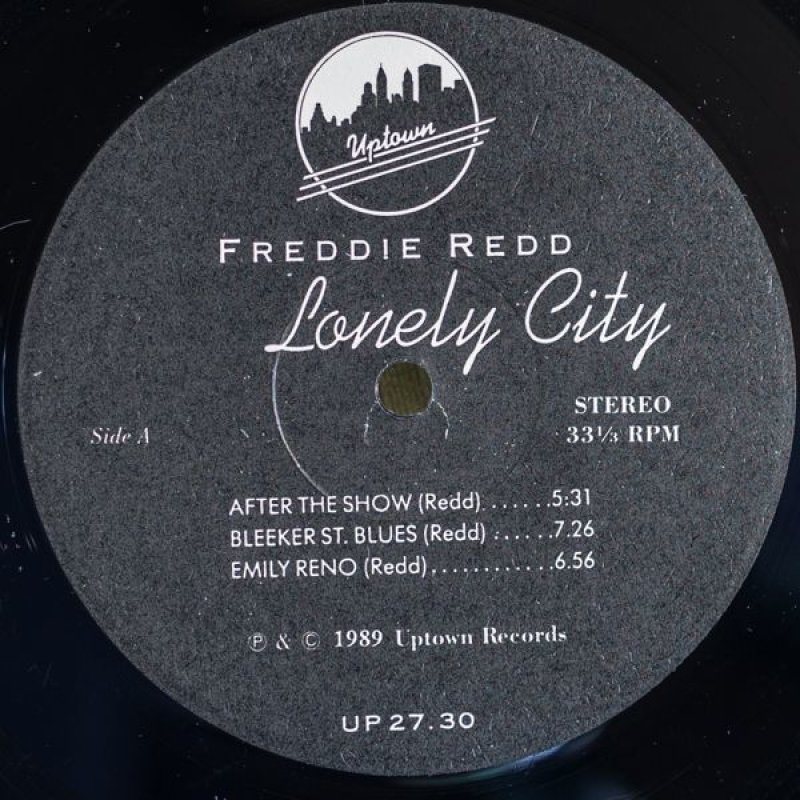 Uptown
FREDDIE REDD
Lonely City
STEREO
Side A
33⅓ RPM
AFTER THE SHOW (Redd)......5:31
BLEEKER ST. BLUES (Redd)......7.26
EMILY RENO (Redd)............6.56
Ⓟ & © 1989 Uptown Records
UP 27.30